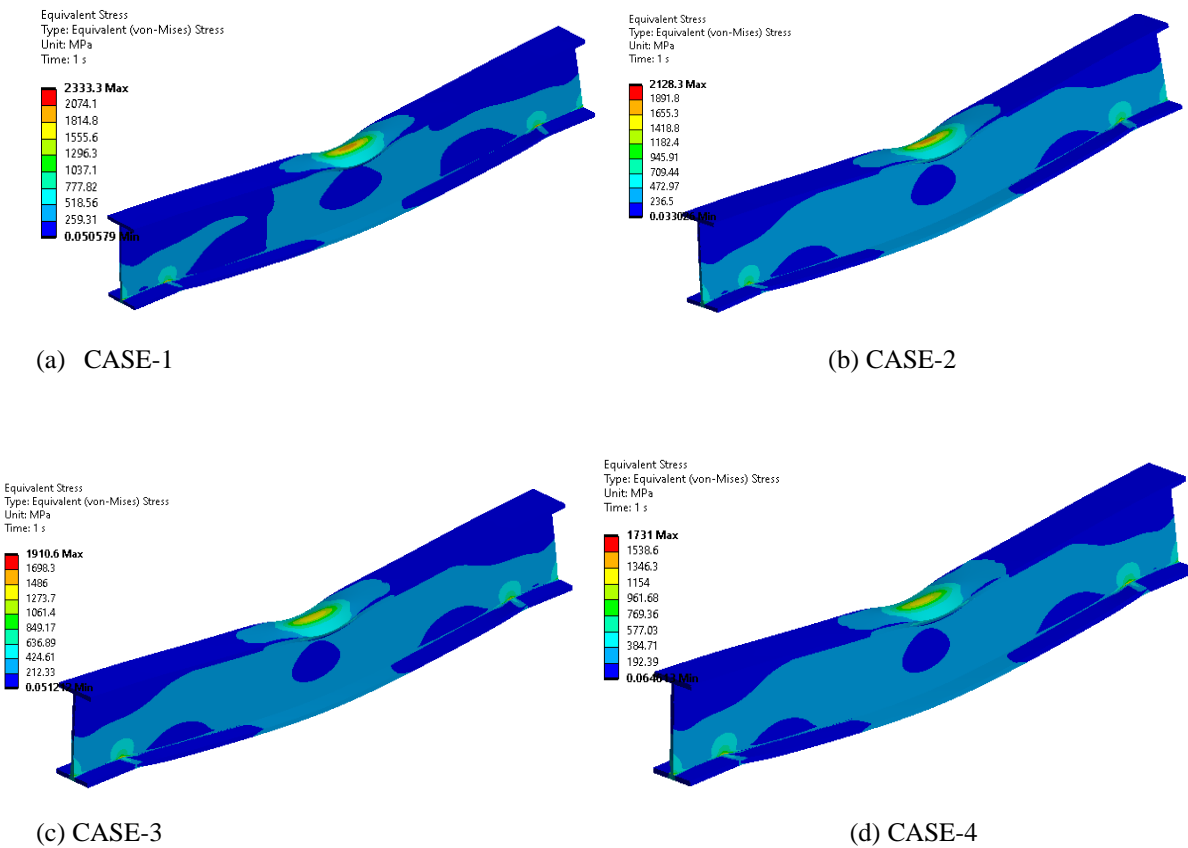 Equivalent Stress
Type: Equivalent (von-Mises) Stress
Unit: MPa
Time: 1 s
2333.3 Max
2074.1
1814.8
1555.6
1296.3
1037.1
777.82
518.56
259.31
0.050579 Min
(a) CASE-1
Equivalent Stress
Type: Equivalent (von-Mises) Stress
Unit: MPa
Time: 1 s
2128.3 Max
1891.8
1655.3
1418.8
1182.4
945.91
709.44
472.97
236.5
Min
(b) CASE-2
Equivalent Stress
Type: Equivalent (von-Mises) Stress
Unit: MPa
Time: 1 s
1910.6 Max
1698.3
1486
1273.7
1061.4
849.17
636.89
424.61
212.33
Min
(c) CASE-3
Equivalent Stress
Type: Equivalent (von-Mises) Stress
Unit: MPa
Time: 1 s
1731 Max
1538.6
1346.3
1154
961.68
769.36
577.03
384.71
192.39
Min
(d) CASE-4